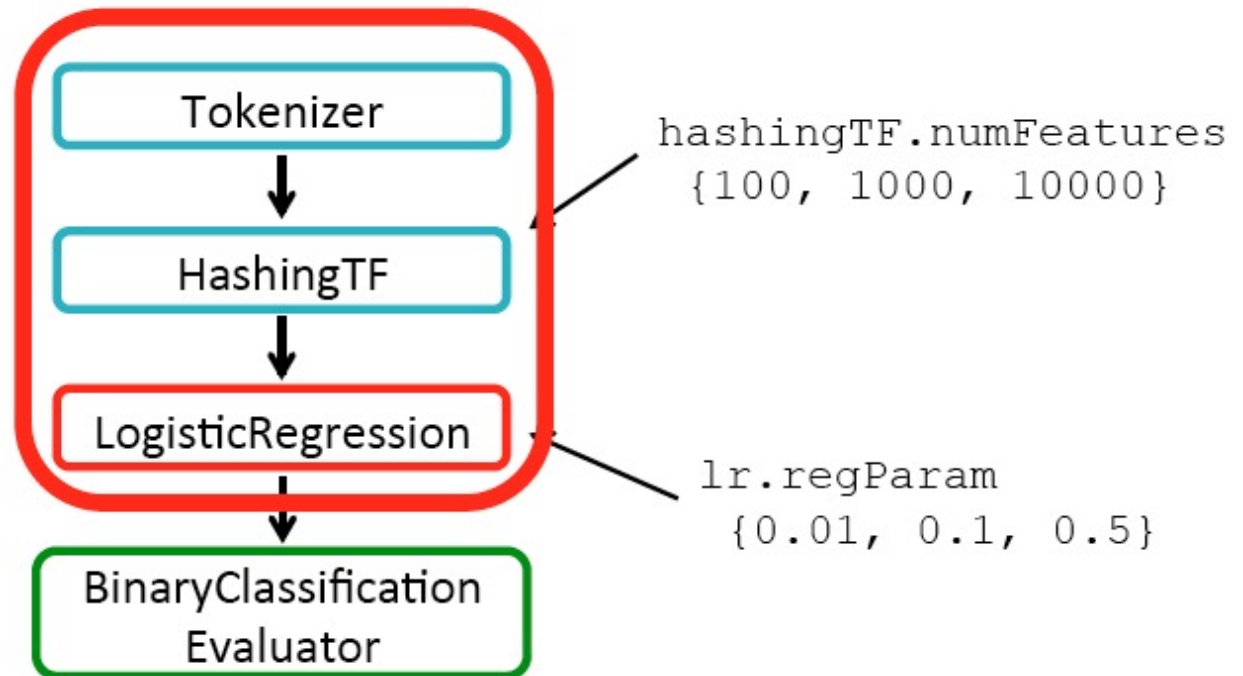 Tokenizer
hashingTF.numFeatures
{100, 1000, 10000}
HashingTF
LogisticRegression
lr.regParam
{0.01, 0.1, 0.5}
BinaryClassification
Evaluator